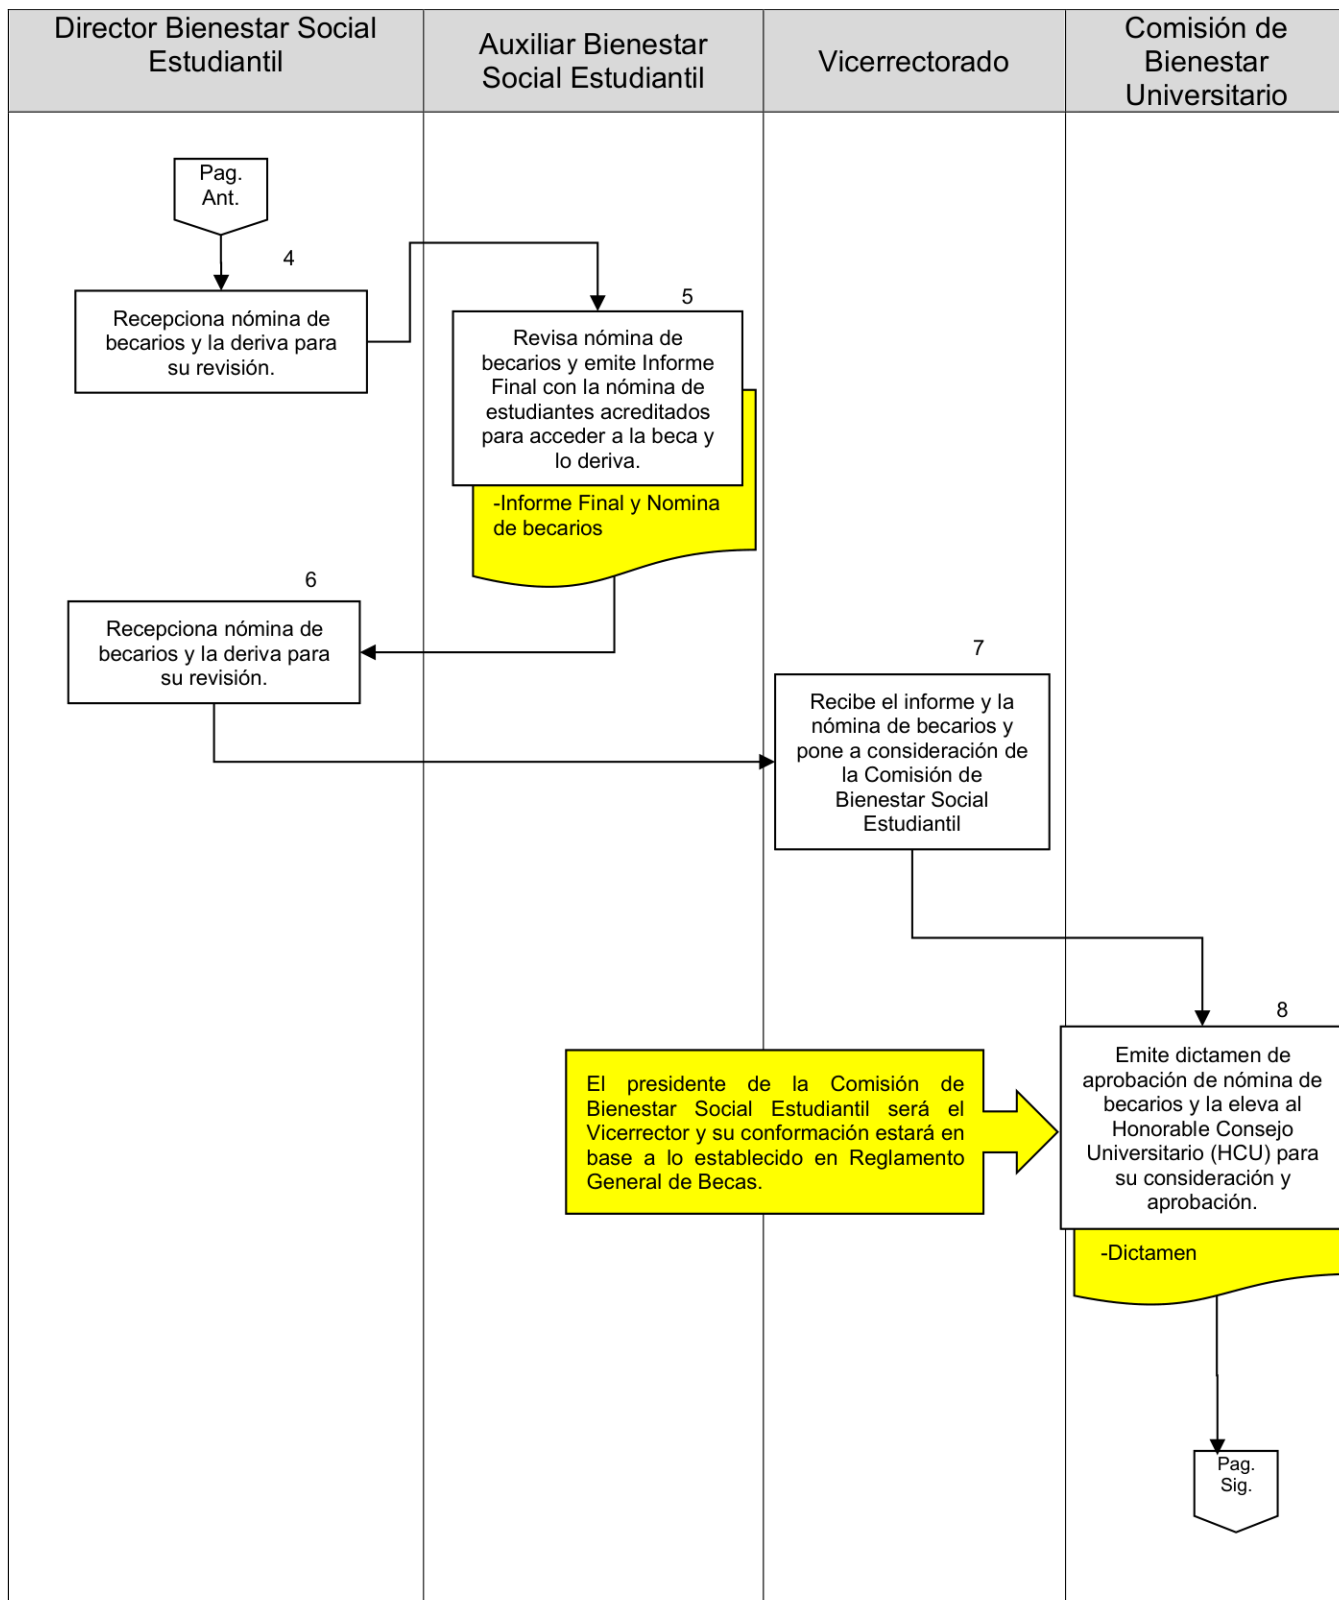 Director Bienestar Social
Estudiantil
Auxiliar Bienestar
Social Estudiantil
Vicerrectorado
Comisión de
Bienestar
Universitario
Pag.
Ant.
4
Recepciona nómina de
becarios y la deriva para
su revisión.
5
Revisa nómina de
becarios y emite Informe
Final con la nómina de
estudiantes acreditados
para acceder a la beca y
lo deriva.
-Informe Final y Nomina
de becarios
6
Recepciona nómina de
becarios y la deriva para
su revisión.
7
Recibe el informe y la
nómina de becarios y
pone a consideración de
la Comisión de
Bienestar Social
Estudiantil
8
Emite dictamen de
aprobación de nómina de
becarios y la eleva al
Honorable Consejo
Universitario (HCU) para
su consideración y
aprobación.
El presidente de la Comisión de
Bienestar Social Estudiantil será el
Vicerrector y su conformación estará en
base a lo establecido en Reglamento
General de Becas.
-Dictamen
Pag.
Sig.